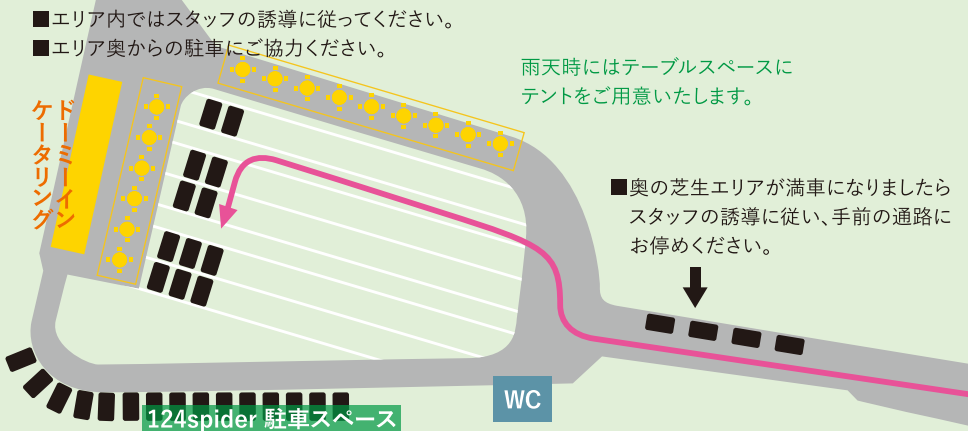 ■エリア内ではスタッフの誘導に従ってください。
■エリア奥からの駐車にご協力ください。
雨天時にはテーブルスペースに
テントをご用意いたします。
ドーミーイン
ケータリング
■奥の芝生エリアが満車になりましたら
スタッフの誘導に従い、手前の通路に
お停めください。
WC
124spider 駐車スペース